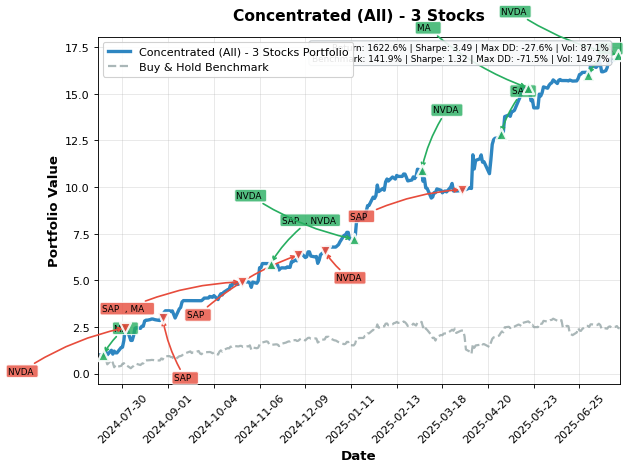 Concentrated (All) - 3 Stocks
NVDA
MA
Concentrated (All) - 3 Stocks Portfolio
Buy & Hold Benchmark
1622.6% | Sharpe: 3.49 | Max DD: -27.6% | Vol: 87.1%
141.9% | Sharpe: 1.32 | Max DD: -71.5% | Vol: 149.7%
NVDA
NVDA
SAP
NVDA
SAP
NVDA
SAP , MA
SAP
NVDA
SAP
Portfolio Value
17.5
15.0
12.5
10.0
7.5
5.0
2.5
0.0
2024-07-30
2024-09-01
2024-10-04
2024-11-06
2024-12-09
2025-01-11
2025-02-13
2025-03-18
2025-04-20
2025-05-23
2025-06-25
Date